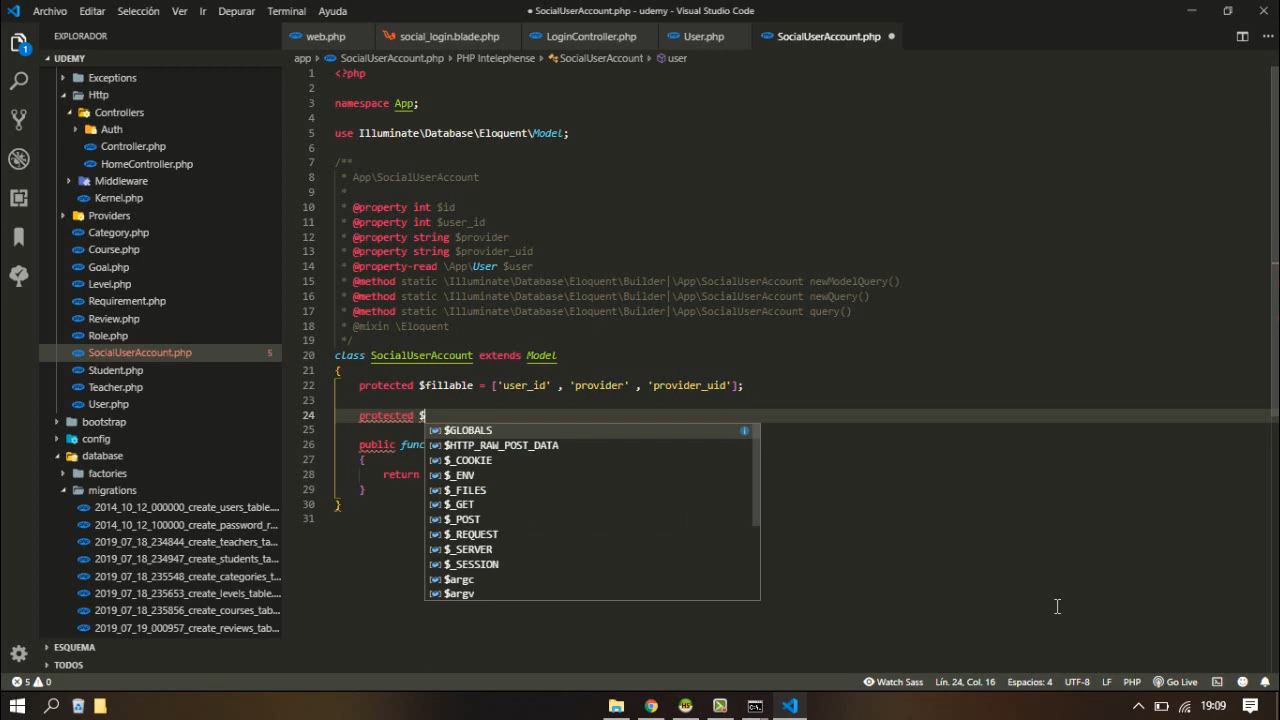 Archivo Editar Selección Ver Ir Depurar Terminal Ayuda ● SocialUserAccount.php - udemy - Visual Studio Code
EXPLORADOR
web.php social_login.blade.php LoginController.php User.php SocialUserAccount.php
UDEMY
app › SocialUserAccount.php › PHP Intelephense › SocialUserAccount › user
Exceptions
Http
Controllers
Auth
Controller.php
HomeController.php
Middleware
Kernel.php
Providers
Category.php
Course.php
Goal.php
Level.php
Requirement.php
Review.php
Role.php
SocialUserAccount.php 5
Student.php
Teacher.php
User.php
bootstrap
config
database
factories
migrations
2014_10_12_000000_create_users_table....
2014_10_12_100000_create_password_r...
2019_07_18_234844_create_teachers_ta...
2019_07_18_234947_create_students_ta...
2019_07_18_235548_create_categories_t...
2019_07_18_235653_create_levels_table....
2019_07_18_235856_create_courses_tab...
2019_07_19_000957_create_reviews_tab...
ESQUEMA
TODOS
1 <?php
2
3 namespace App;
4
5 use Illuminate\Database\Eloquent\Model;
6
7 /**
8 * App\SocialUserAccount
9 *
10 * @property int $id
11 * @property int $user_id
12 * @property string $provider
13 * @property string $provider_uid
14 * @property-read \App\User $user
15 * @method static \Illuminate\Database\Eloquent\Builder|\App\SocialUserAccount newModelQuery()
16 * @method static \Illuminate\Database\Eloquent\Builder|\App\SocialUserAccount newQuery()
17 * @method static \Illuminate\Database\Eloquent\Builder|\App\SocialUserAccount query()
18 * @mixin \Eloquent
19 */
20 class SocialUserAccount extends Model
21 {
22 protected $fillable = ['user_id' , 'provider' , 'provider_uid'];
23
24 protected $
25
26 public func
27 {
28 return
29 }
30 }
31
$GLOBALS
$HTTP_RAW_POST_DATA
$_COOKIE
$_ENV
$_FILES
$_GET
$_POST
$_REQUEST
$_SERVER
$_SESSION
$argc
$argv
5 0 Watch Sass Lín. 24, Col. 16 Espacios: 4 UTF-8 LF PHP Go Live
19:09